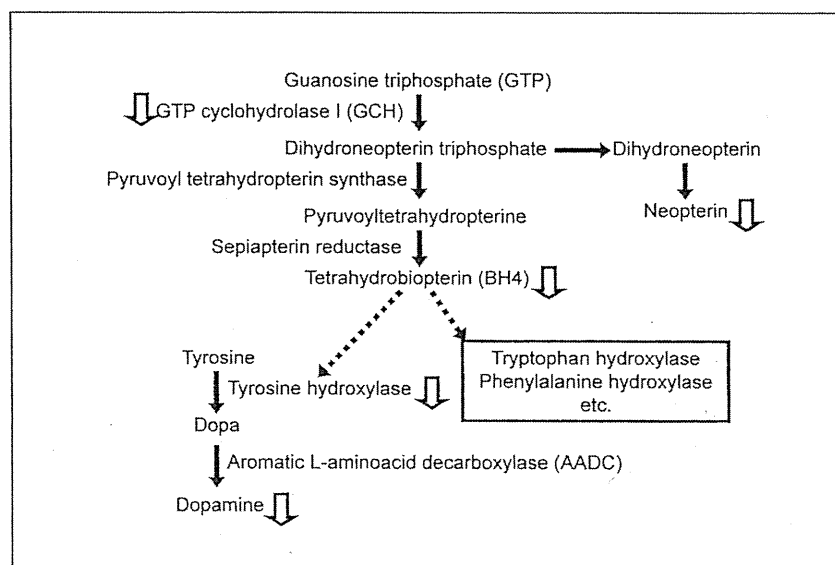 Guanosine triphosphate (GTP)
GTP cyclohydrolase I (GCH)
Dihydroneopterin triphosphate
Dihydroneopterin
Pyruvoyl tetrahydropterin synthase
Neopterin
Pyruvoyltetrahydropterine
Sepiapterin reductase
Tetrahydrobiopterin (BH4)
Tyrosine
Tryptophan hydroxylase
Phenylalanine hydroxylase
etc.
Tyrosine hydroxylase
Dopa
Aromatic L-aminoacid decarboxylase (AADC)
Dopamine